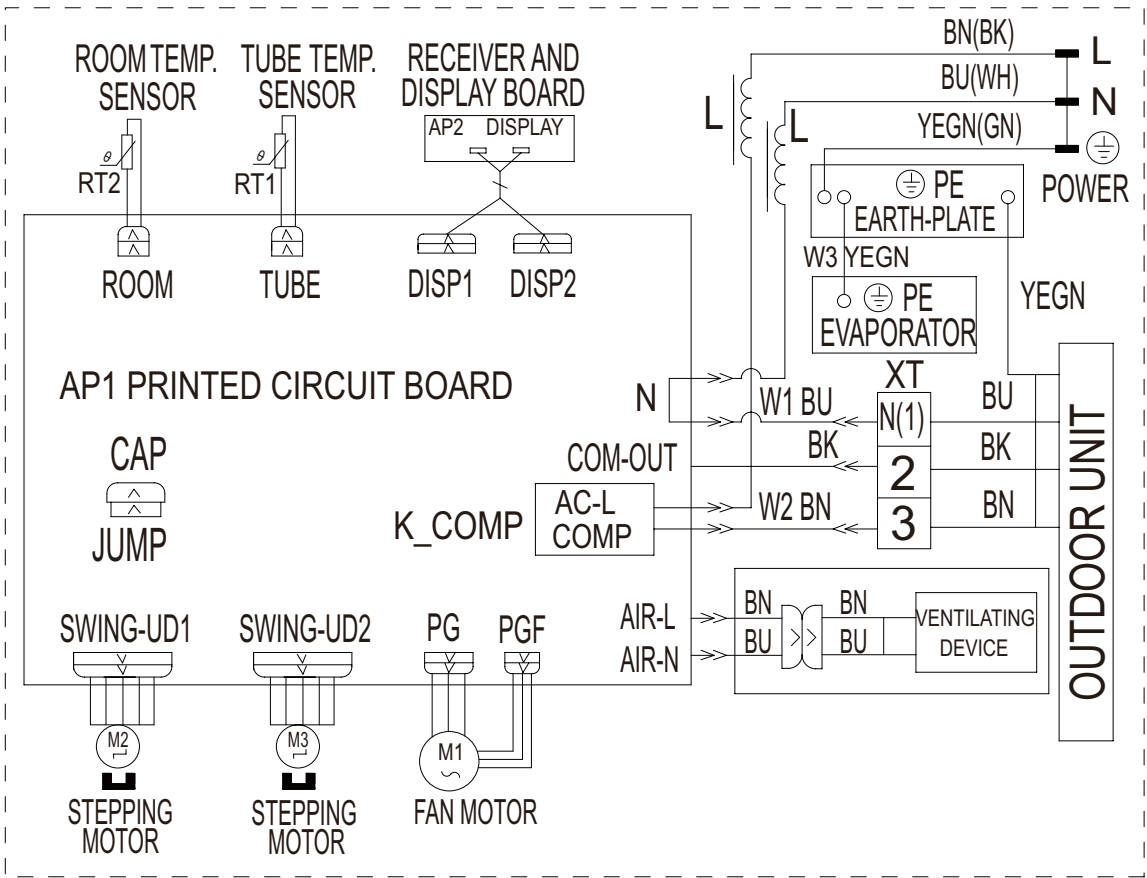 ROOM TEMP.
SENSOR
TUBE TEMP.
SENSOR
RECEIVER AND
DISPLAY BOARD
AP2 DISPLAY
θ
RT2
θ
RT1
ROOM
TUBE
DISP1
DISP2
BN(BK)
L
BU(WH)
N
YEGN(GN)
POWER
L
L
PE
EARTH-PLATE
W3 YEGN
PE
EVAPORATOR
YEGN
AP1 PRINTED CIRCUIT BOARD
CAP
JUMP
N
W1 BU
XT
N(1)
BU
COM-OUT
BK
2
BK
K_COMP
AC-L
COMP
W2 BN
3
BN
OUTDOOR UNIT
AIR-L
BN
BN
AIR-N
BU
BU
VENTILATING
DEVICE
SWING-UD1
SWING-UD2
PG
PGF
M2
M3
M1
STEPPING
MOTOR
STEPPING
MOTOR
FAN MOTOR